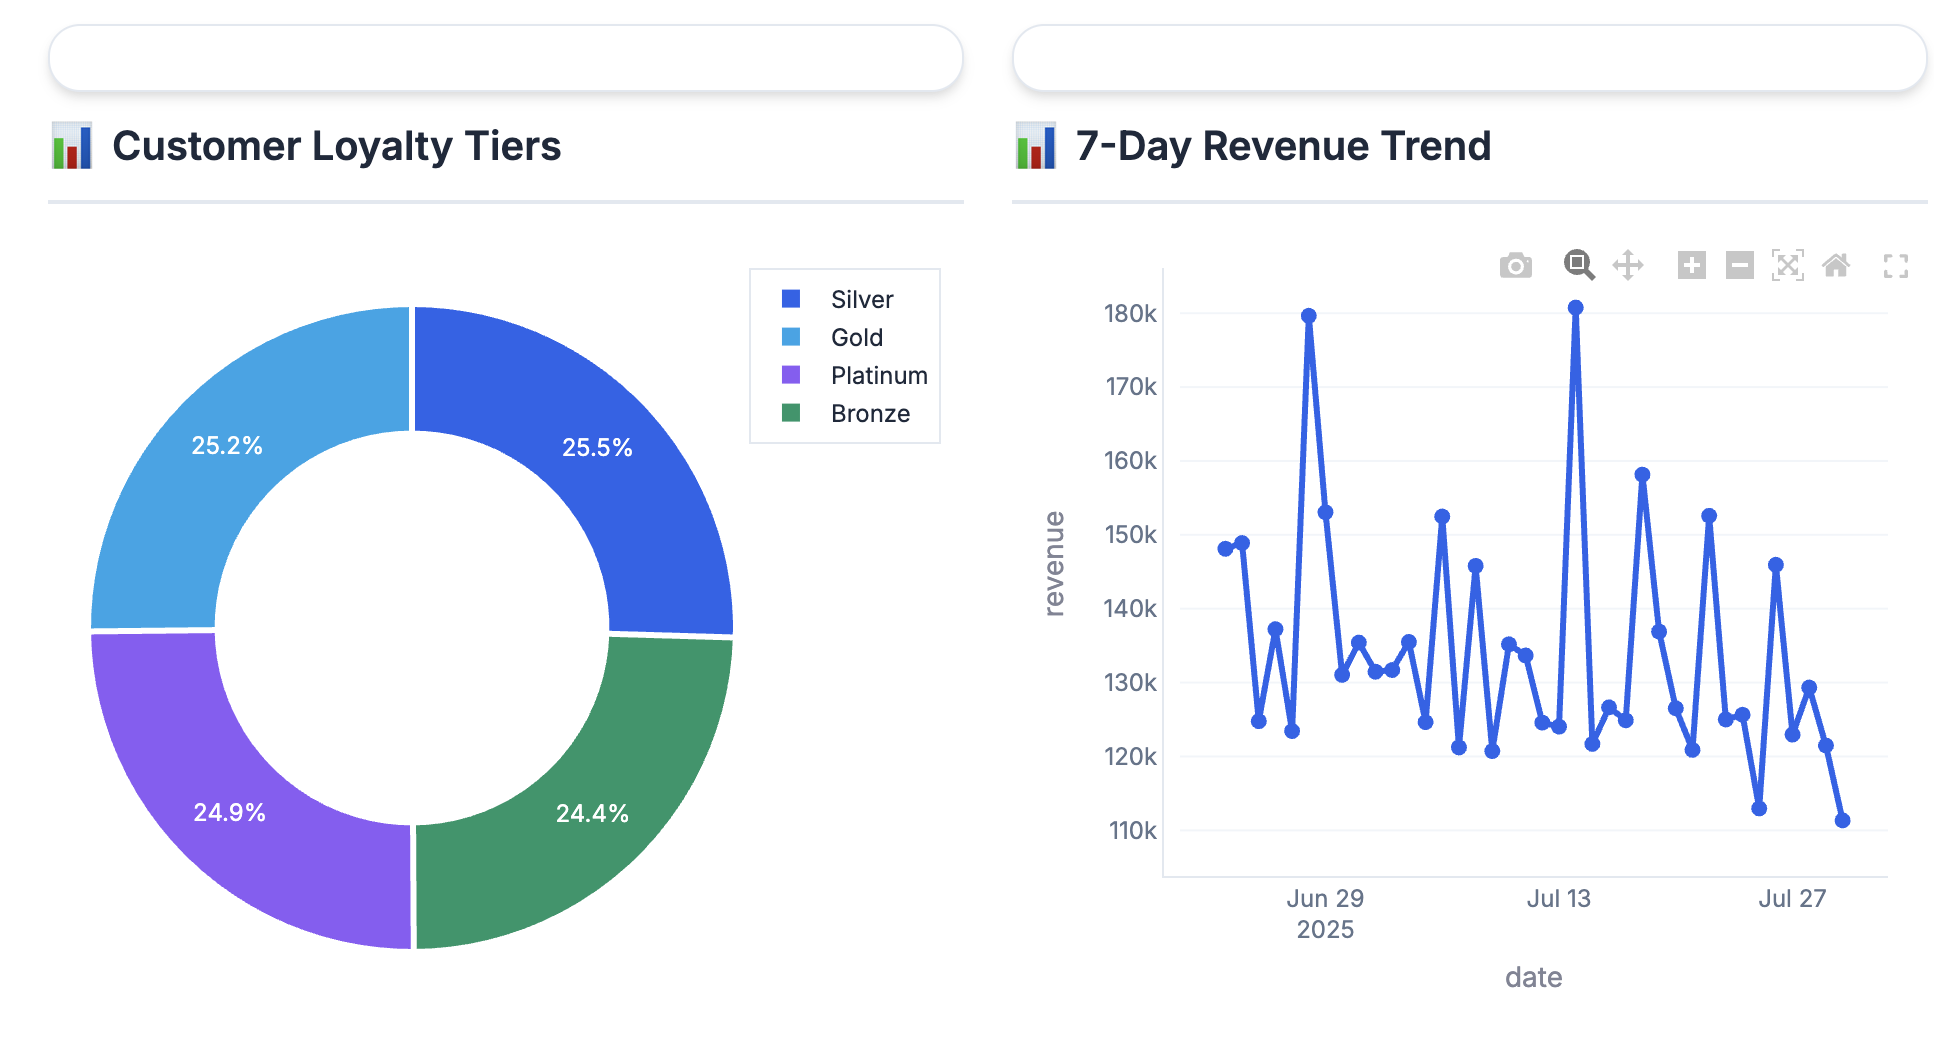 Customer Loyalty Tiers
Silver
Gold
Platinum
Bronze
25.2%
25.5%
24.9%
24.4%
7-Day Revenue Trend
180k
170k
160k
150k
140k
130k
120k
110k
revenue
Jun 29
2025
Jul 13
Jul 27
date